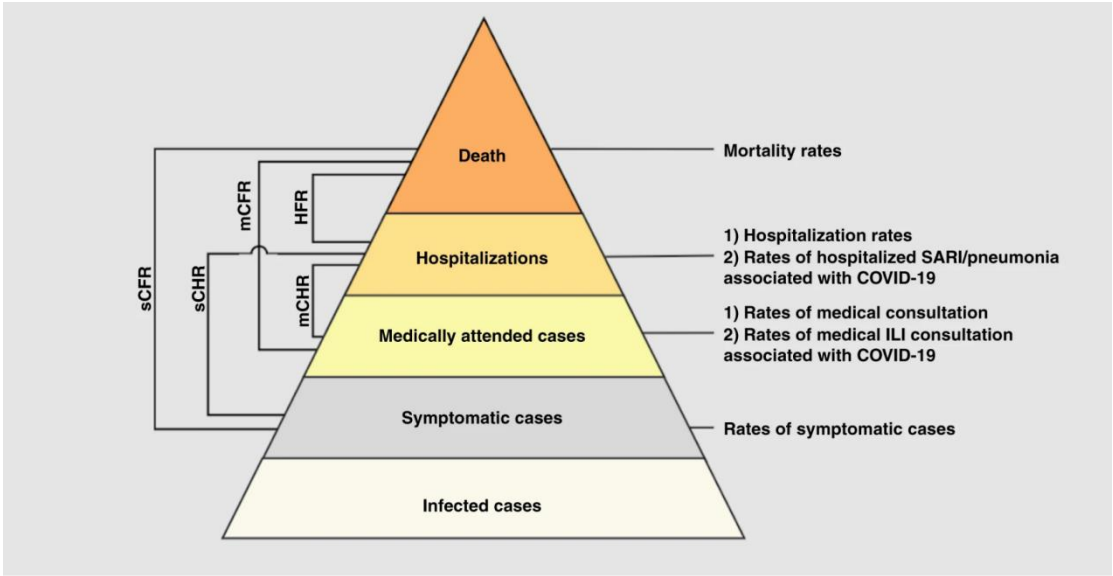 Death
Mortality rates
HFR
mCFR
sCFR
sCHR
mCHR
Hospitalizations
1) Hospitalization rates
2) Rates of hospitalized SARI/pneumonia
associated with COVID-19
Medically attended cases
1) Rates of medical consultation
2) Rates of medical ILI consultation
associated with COVID-19
Symptomatic cases
Rates of symptomatic cases
Infected cases